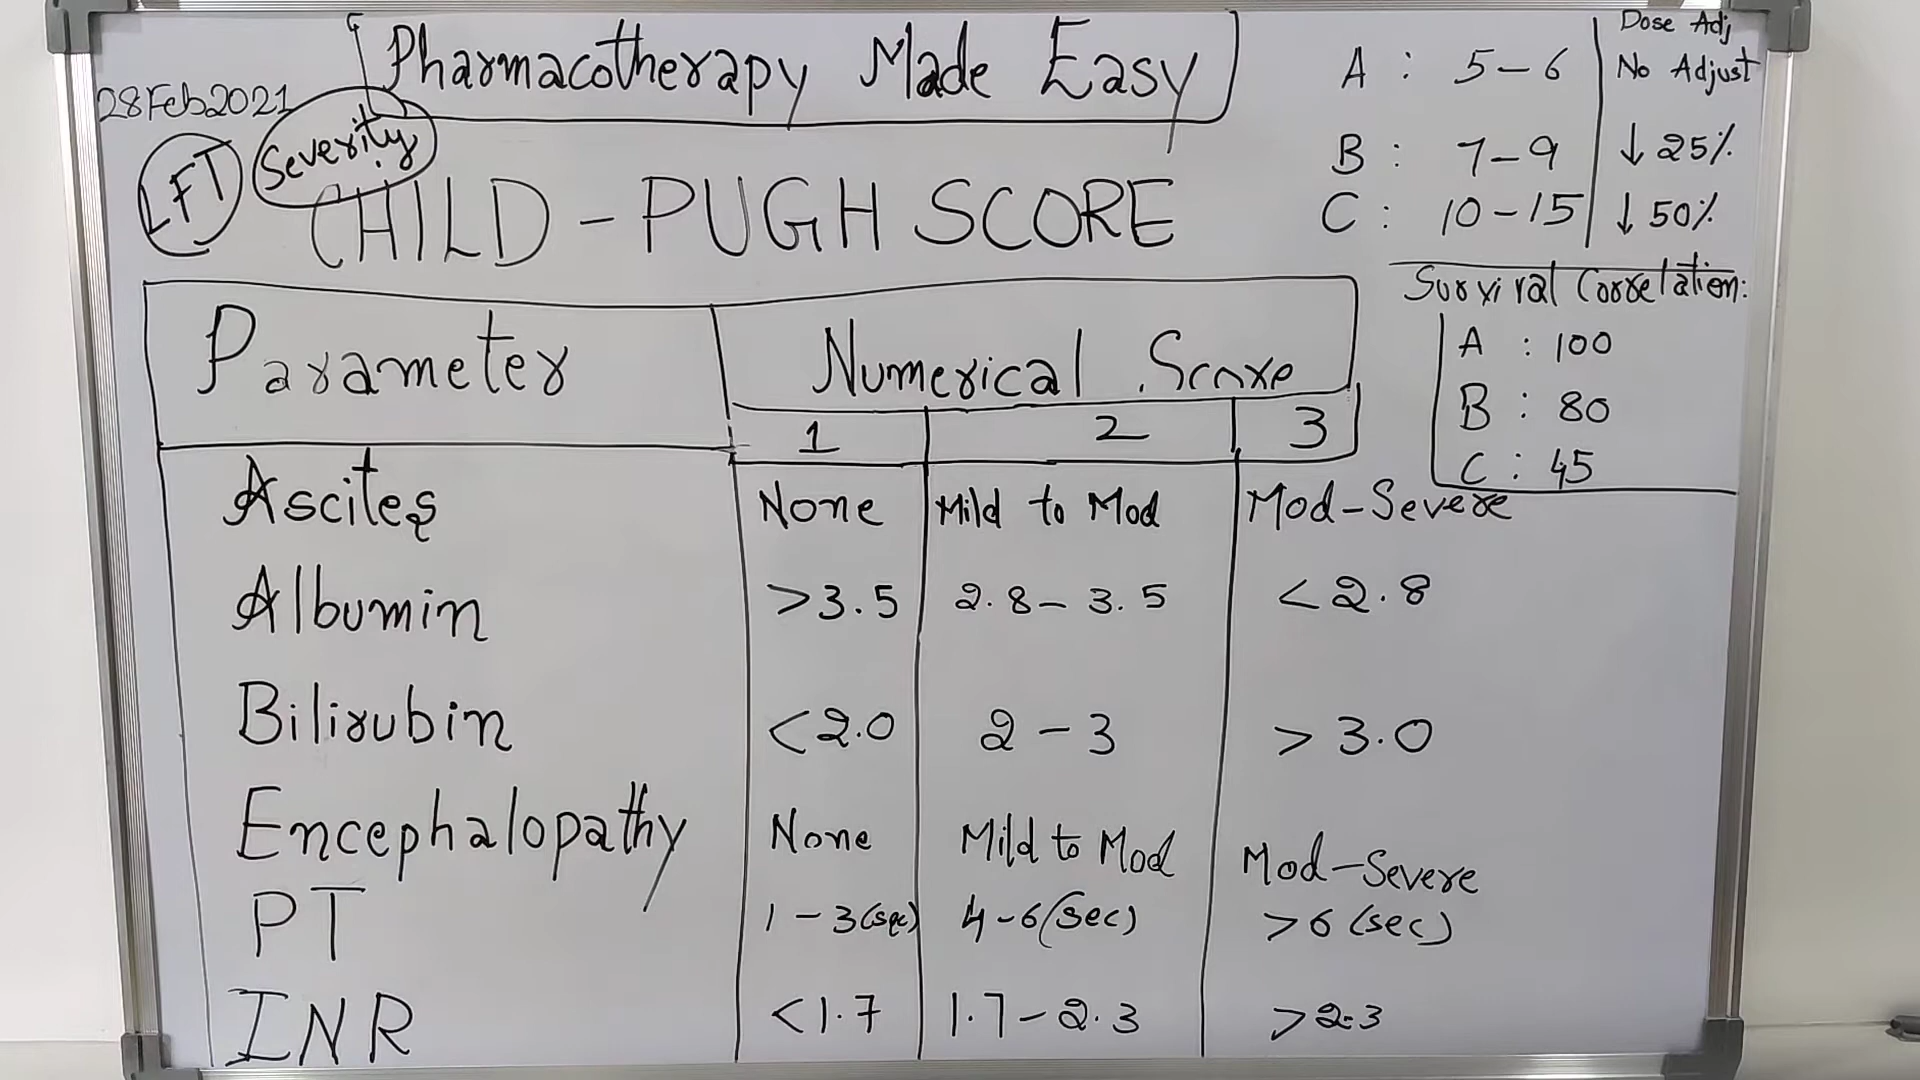 Pharmacotherapy Made Easy
28Feb2021
LFT
Severity
CHILD - PUGH SCORE
Dose Adj
A : 5-6 No Adjust
B : 7-9 ↓ 25%
C : 10-15 ↓ 50%
Survival Correlation:
A : 100
B : 80
C : 45
Parameter Numerical Score
1 2 3
Ascites None Mild to Mod Mod-Severe
Albumin >3.5 2.8-3.5 <2.8
Bilirubin <2.0 2-3 >3.0
Encephalopathy None Mild to Mod Mod-Severe
PT 1-3(sec) 4-6(Sec) >6(sec)
INR <1.7 1.7-2.3 >2.3